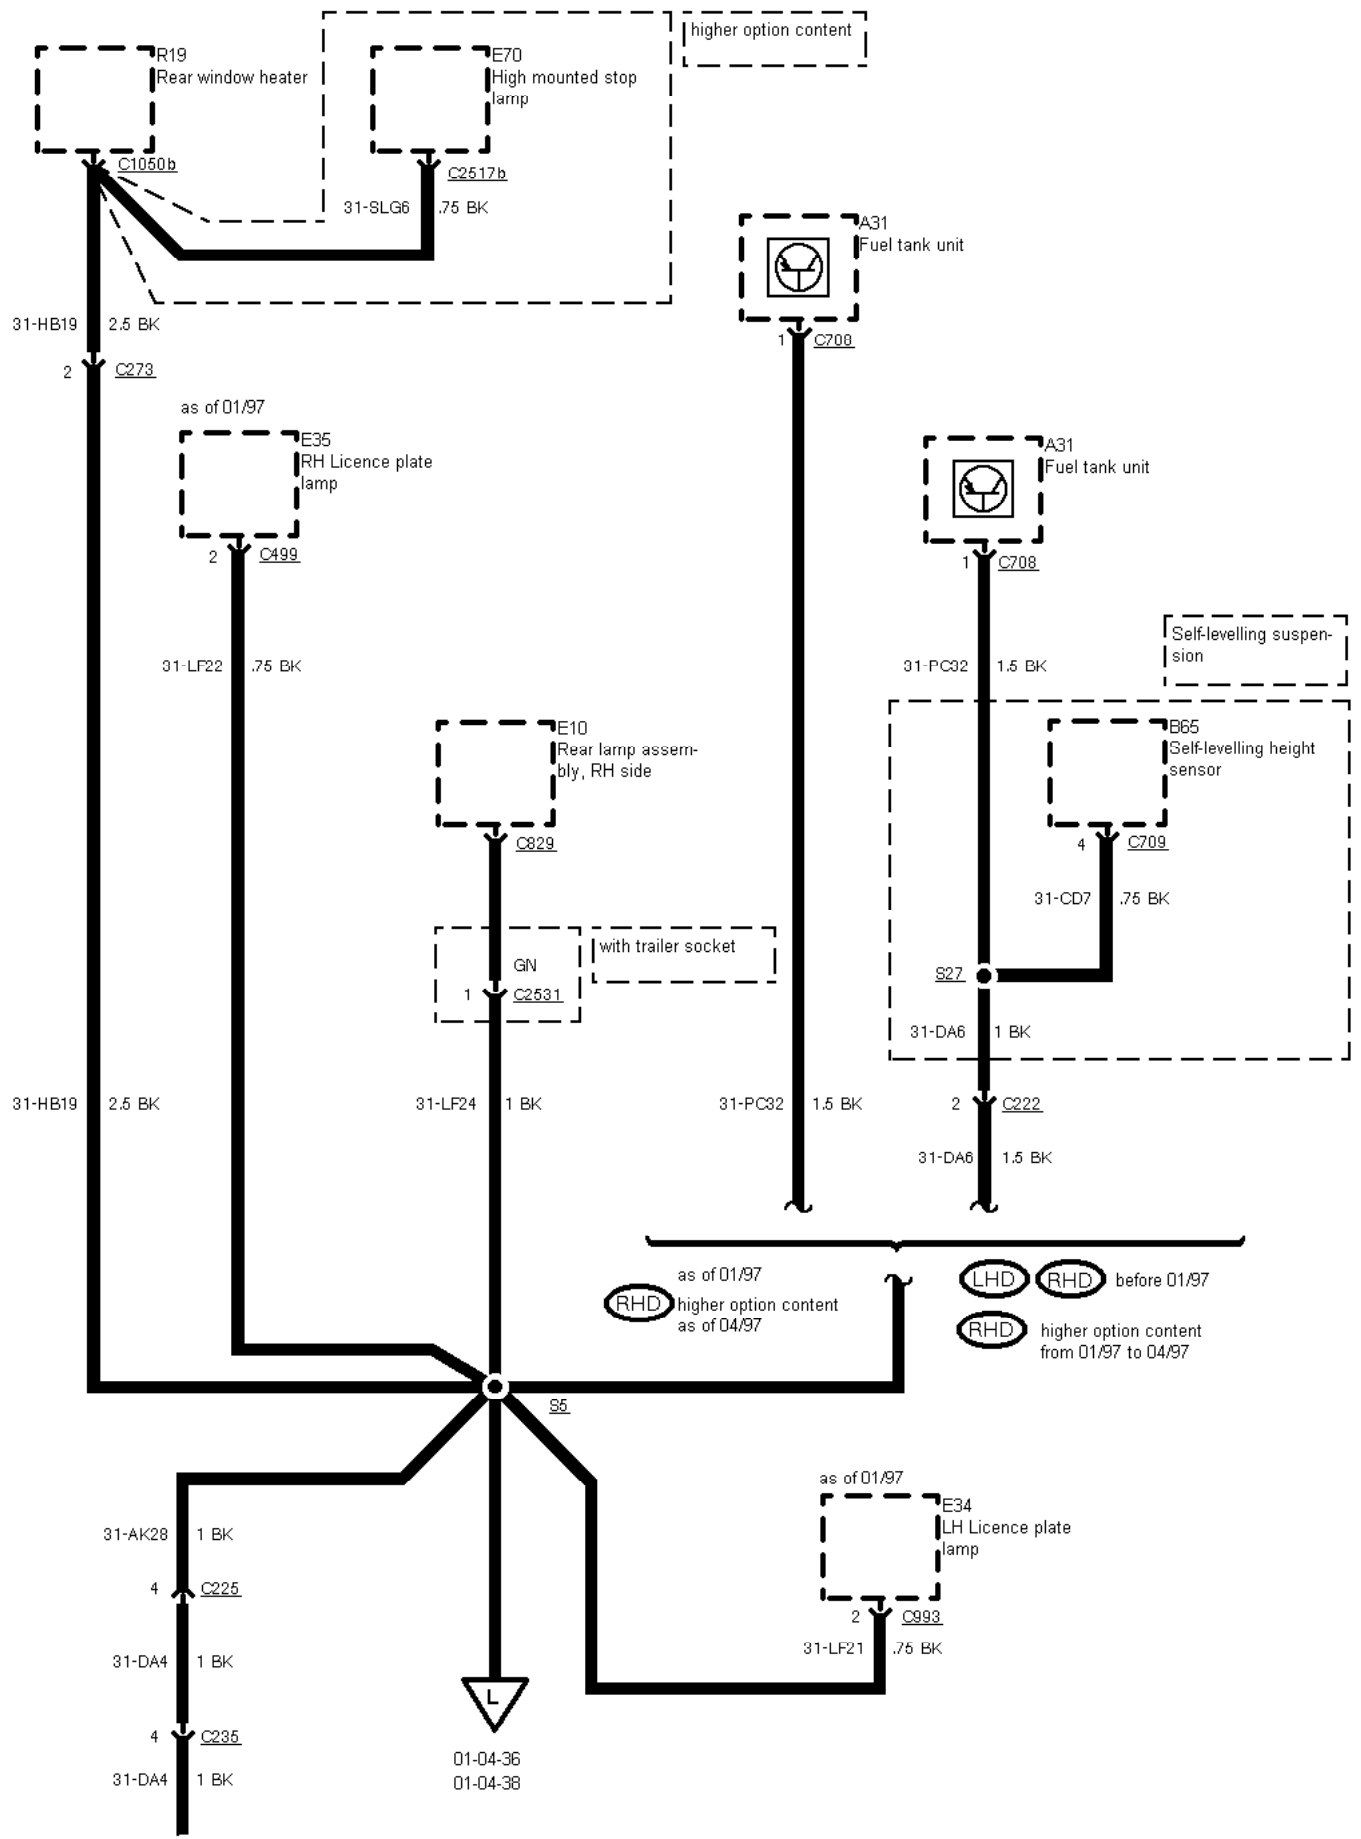 higher option content
R19
Rear window heater
E70
High mounted stop
lamp
C1050b
C2517b
31-SLG6 .75 BK
A31
Fuel tank unit
31-HB19 2.5 BK
1 C708
2 C273
as of 01/97
E35
RH Licence plate
lamp
A31
Fuel tank unit
2 C499
1 C708
Self-levelling suspen-
sion
31-LF22 .75 BK
31-PC32 1.5 BK
E10
Rear lamp assem-
bly, RH side
B65
Self-levelling height
sensor
C829
4 C709
31-CD7 .75 BK
with trailer socket
GN
S27
1 C2531
31-DA6 1 BK
31-HB19 2.5 BK
31-LF24 1 BK
31-PC32 1.5 BK
2 C222
31-DA6 1.5 BK
as of 01/97
RHD
higher option content
as of 04/97
LHD RHD before 01/97
RHD higher option content
from 01/97 to 04/97
S5
as of 01/97
E34
LH Licence plate
lamp
31-AK28 1 BK
4 C225
2 C993
31-LF21 .75 BK
31-DA4 1 BK
L
4 C235
01-04-36
01-04-38
31-DA4 1 BK